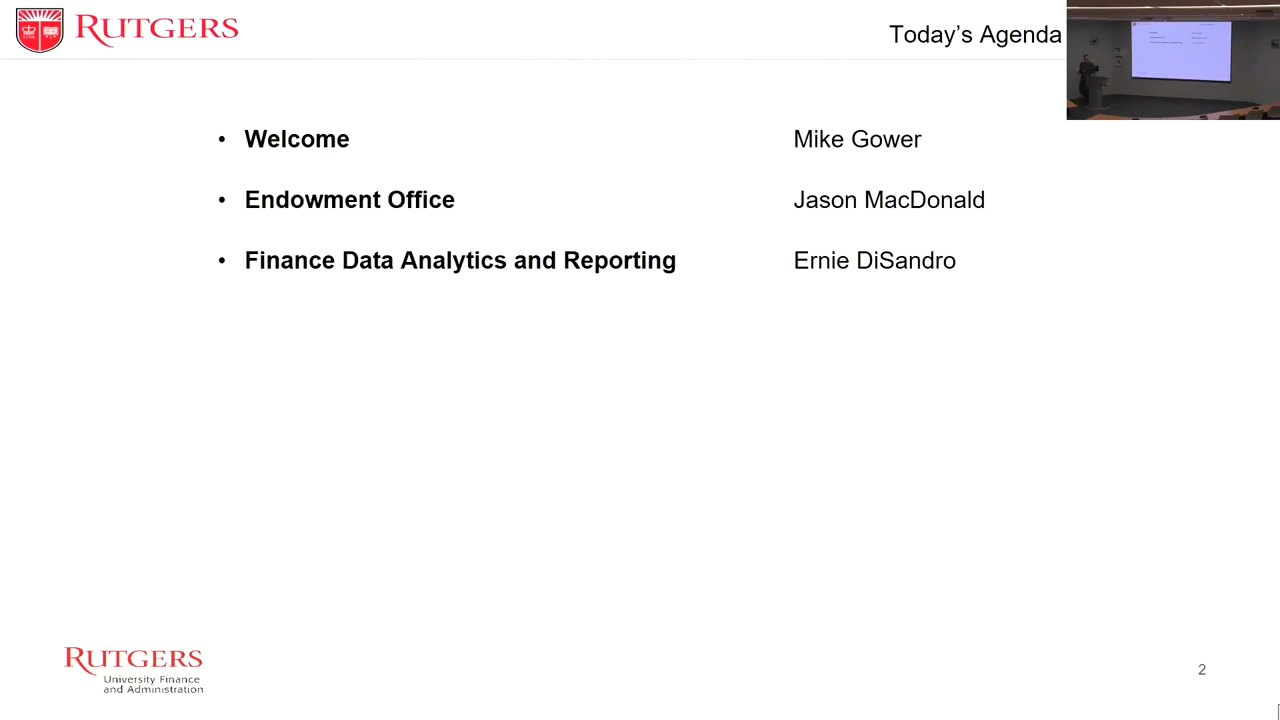 RUTGERS
Today's Agenda
• Welcome Mike Gower
• Endowment Office Jason MacDonald
• Finance Data Analytics and Reporting Ernie DiSandro
RUTGERS
University Finance
and Administration
2